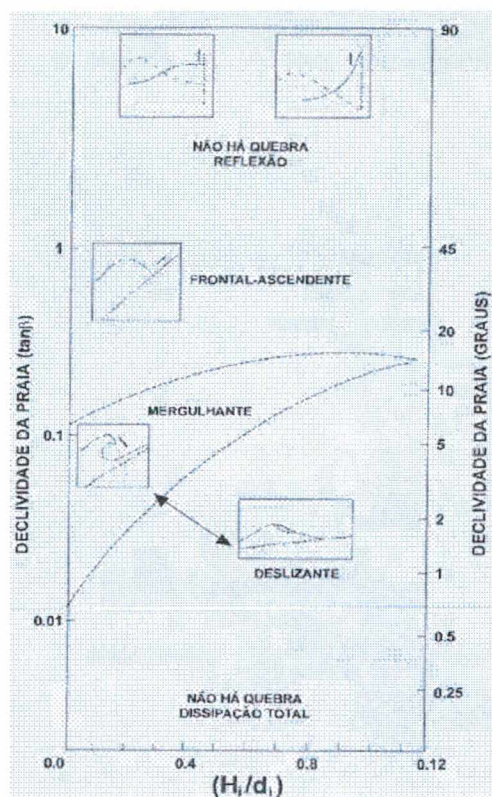 10
90
NÃO HÁ QUEBRA
REFLEXÃO
1
45
FRONTAL-ASCENDENTE
20
DECLIVIDADE DA PRAIA (tanβ)
DECLIVIDADE DA PRAIA (GRAUS)
10
MERGULHANTE
0.1
5
2
DESLIZANTE
1
0.01
0.5
0.25
NÃO HÁ QUEBRA
DISSIPAÇÃO TOTAL
0.0
0.4
0.8
0.12
(Hᵢ/dᵢ)